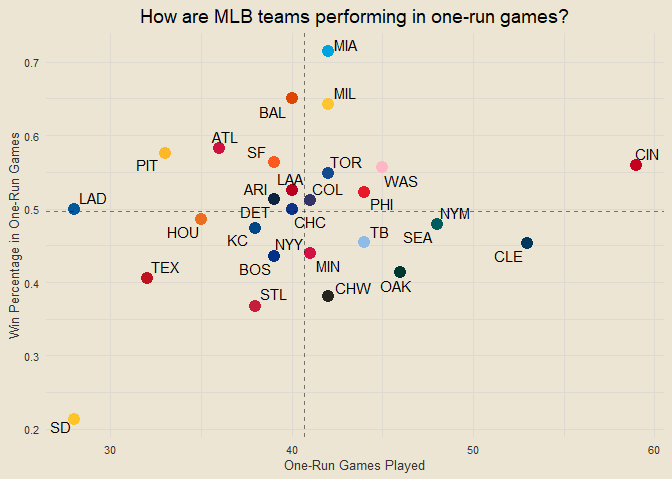 How are MLB teams performing in one-run games?
Win Percentage in One-Run Games
0.7
0.6
0.5
0.4
0.3
0.2
MIA
MIL
BAL
ATL
PIT
SF
TOR
CIN
LAA
WAS
ARI
COL
LAD
PHI
DET
CHC
NYM
HOU
KC
NYY
TB
SEA
CLE
BOS
MIN
TEX
OAK
STL
CHW
SD
30
40
50
60
One-Run Games Played